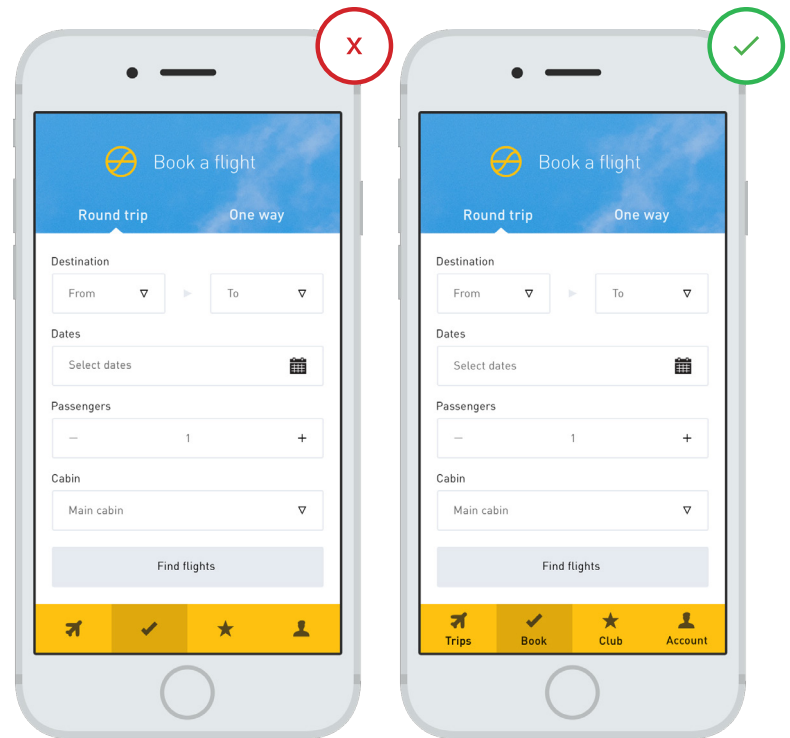 X
Book a flight
Round trip One way
Destination
From To
Dates
Select dates
Passengers
− 1 +
Cabin
Main cabin
Find flights
Book a flight
Round trip One way
Destination
From To
Dates
Select dates
Passengers
− 1 +
Cabin
Main cabin
Find flights
Trips Book Club Account